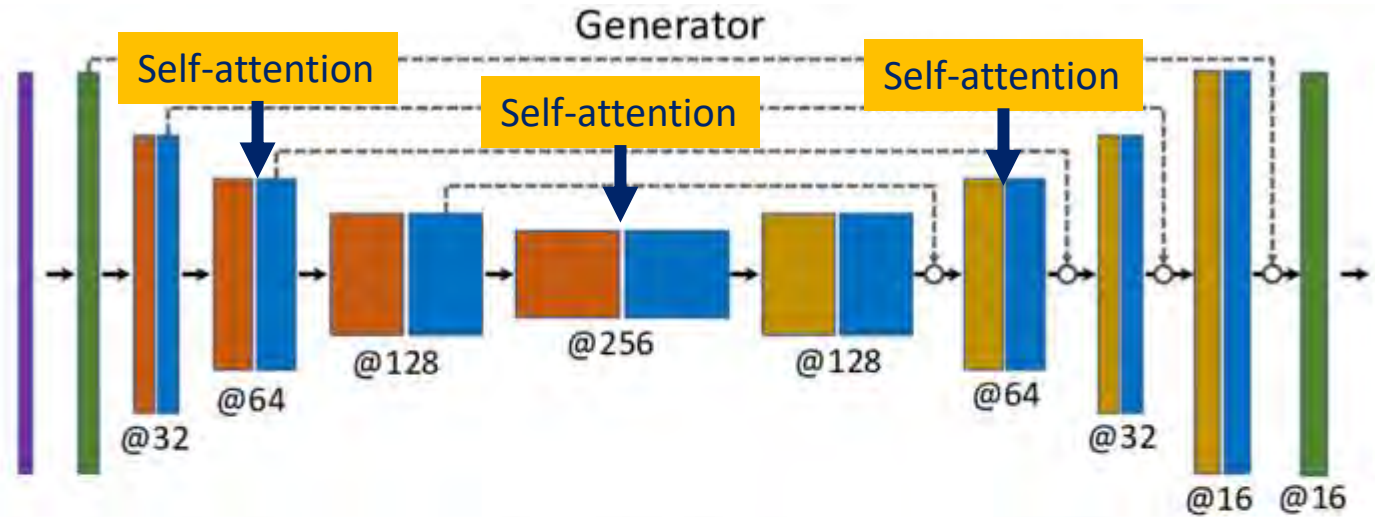 Generator
Self-attention
Self-attention
Self-attention
@32
@64
@128
@256
@128
@64
@32
@16
@16